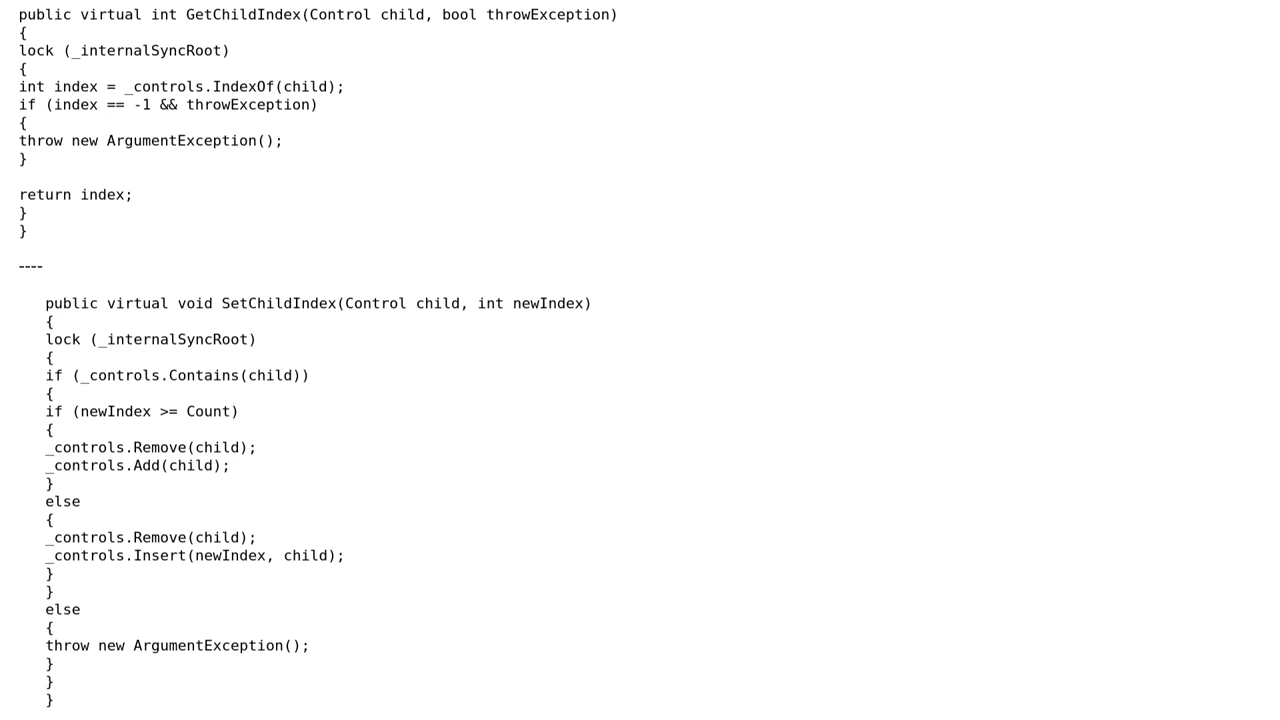 public virtual int GetChildIndex(Control child, bool throwException)
{
lock (_internalSyncRoot)
{
int index = _controls.IndexOf(child);
if (index == -1 && throwException)
{
throw new ArgumentException();
}

return index;
}
}

----

public virtual void SetChildIndex(Control child, int newIndex)
{
lock (_internalSyncRoot)
{
if (_controls.Contains(child))
{
if (newIndex >= Count)
{
_controls.Remove(child);
_controls.Add(child);
}
else
{
_controls.Remove(child);
_controls.Insert(newIndex, child);
}
}
else
{
throw new ArgumentException();
}
}
}